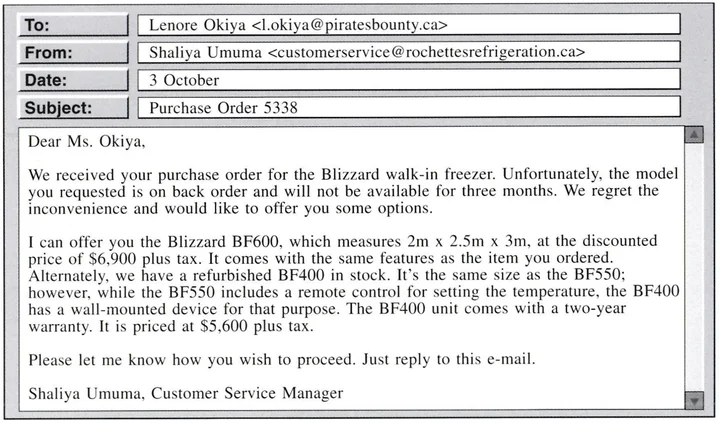 To: Lenore Okiya <l.okiya@piratesbounty.ca>
From: Shaliya Umuma <customerservice@rochettesrefrigeration.ca>
Date: 3 October
Subject: Purchase Order 5338
Dear Ms. Okiya,
We received your purchase order for the Blizzard walk-in freezer. Unfortunately, the model
you requested is on back order and will not be available for three months. We regret the
inconvenience and would like to offer you some options.
I can offer you the Blizzard BF600, which measures 2m x 2.5m x 3m, at the discounted
price of $6,900 plus tax. It comes with the same features as the item you ordered.
Alternately, we have a refurbished BF400 in stock. It's the same size as the BF550;
however, while the BF550 includes a remote control for setting the temperature, the BF400
has a wall-mounted device for that purpose. The BF400 unit comes with a two-year
warranty. It is priced at $5,600 plus tax.
Please let me know how you wish to proceed. Just reply to this e-mail.
Shaliya Umuma, Customer Service Manager